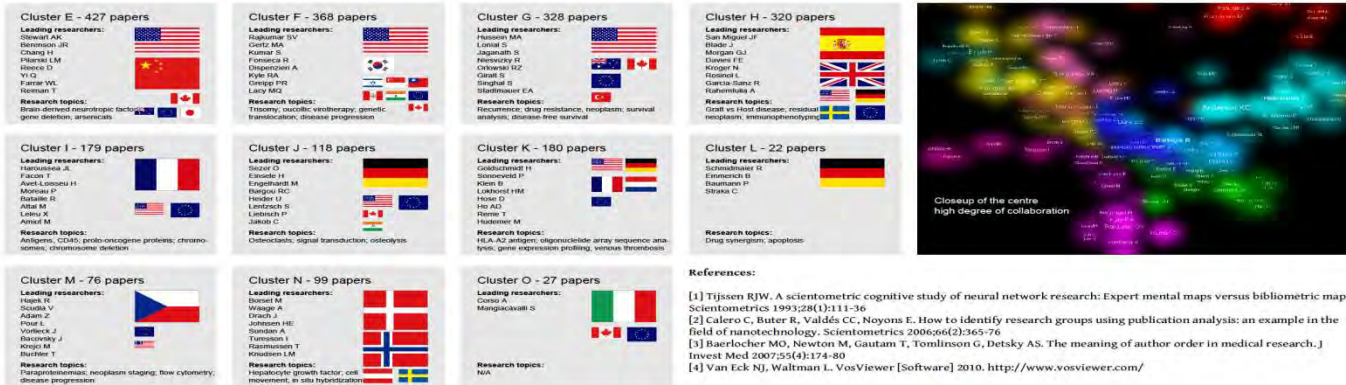 Cluster E - 427 papers
Leading researchers:
Stewart AK
Berenson JR
Chang H
Pilarski LM
Reece D
Yi Q
Farrar WL
Reiman T
Research topics:
Brain-derived neurotropic factors;
gene deletion; arsenicals
Cluster F - 368 papers
Leading researchers:
Rajkumar SV
Gertz MA
Kumar S
Fonseca R
Dispenzieri A
Kyle RA
Greipp PR
Lacy MQ
Research topics:
Trisomy; oucolitic virotherapy; genetic
translocation; disease progression
Cluster G - 328 papers
Leading researchers:
Hussein MA
Lonial S
Jaganath S
Niesvizky R
Orlowski RZ
Giralt S
Singhal S
Stadtmauer EA
Research topics:
Recurrence; drug resistance, neoplasm; survival
analysis; disease-free survival
Cluster H - 320 papers
Leading researchers:
San Miguel JF
Blade J
Morgan GJ
Davies FE
Kroger N
Rosinol L
Garcia-Sanz R
Rahemtulla A
Research topics:
Graft vs Host disease; residual
neoplasm; immunophenotyping
Closeup of the centre
high degree of collaboration
Cluster I - 179 papers
Leading researchers:
Harousseau JL
Facon T
Avet-Loiseau H
Moreau P
Bataille R
Attal M
Leleu X
Amiot M
Research topics:
Antigens, CD45; proto-oncogene proteins; chromo-
somes; chromosome deletion
Cluster J - 118 papers
Leading researchers:
Sezer O
Einsele H
Engelhardt M
Bargou RC
Heider U
Lentzsch S
Liebisch P
Jakob C
Research topics:
Osteoclasts; signal transduction; osteolysis
Cluster K - 180 papers
Leading researchers:
Goldschmidt H
Sonneveld P
Klein B
Lokhorst HM
Hose D
Ho AD
Reme T
Hudemer M
Research topics:
HLA-A2 antigen; oligonuclelide array sequence ana-
lysis; gene expression profiling; venous thrombosis
Cluster L - 22 papers
Leading researchers:
Schmidmaier R
Emmerich B
Baumann P
Straka C
Research topics:
Drug synergism; apoptosis
Cluster M - 76 papers
Leading researchers:
Hajek R
Scudla V
Adam Z
Pour L
Vorlicek J
Bacovsky J
Krejci M
Buchler T
Research topics:
Paraproteinemias; neoplasm staging; flow cytometry;
disease progression
Cluster N - 99 papers
Leading researchers:
Borset M
Waage A
Drach J
Johnsen HE
Sundan A
Turesson I
Rasmussen T
Knudsen LM
Research topics:
Hepatocyte growth factor; cell
movement; in situ hybridization
Cluster O - 27 papers
Leading researchers:
Corso A
Mangiacavalli S
Research topics:
N/A
References:
[1] Tijssen RJW. A scientometric cognitive study of neural network research: Expert mental maps versus bibliometric map
Scientometrics 1993;28(1):111-36
[2] Calero C, Buter R, Valdés CC, Noyons E. How to identify research groups using publication analysis: an example in the
field of nanotechnology. Scientometrics 2006;66(2):365-76
[3] Baerlocher MO, Newton M, Gautam T, Tomlinson G, Detsky AS. The meaning of author order in medical research. J
Invest Med 2007;55(4):174-80
[4] Van Eck NJ, Waltman L. VosViewer [Software] 2010. http://www.vosviewer.com/